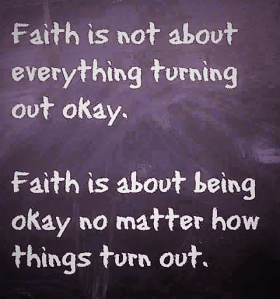 Faith is not about
everything turning
out okay.
Faith is about being
okay no matter how
things turn out.